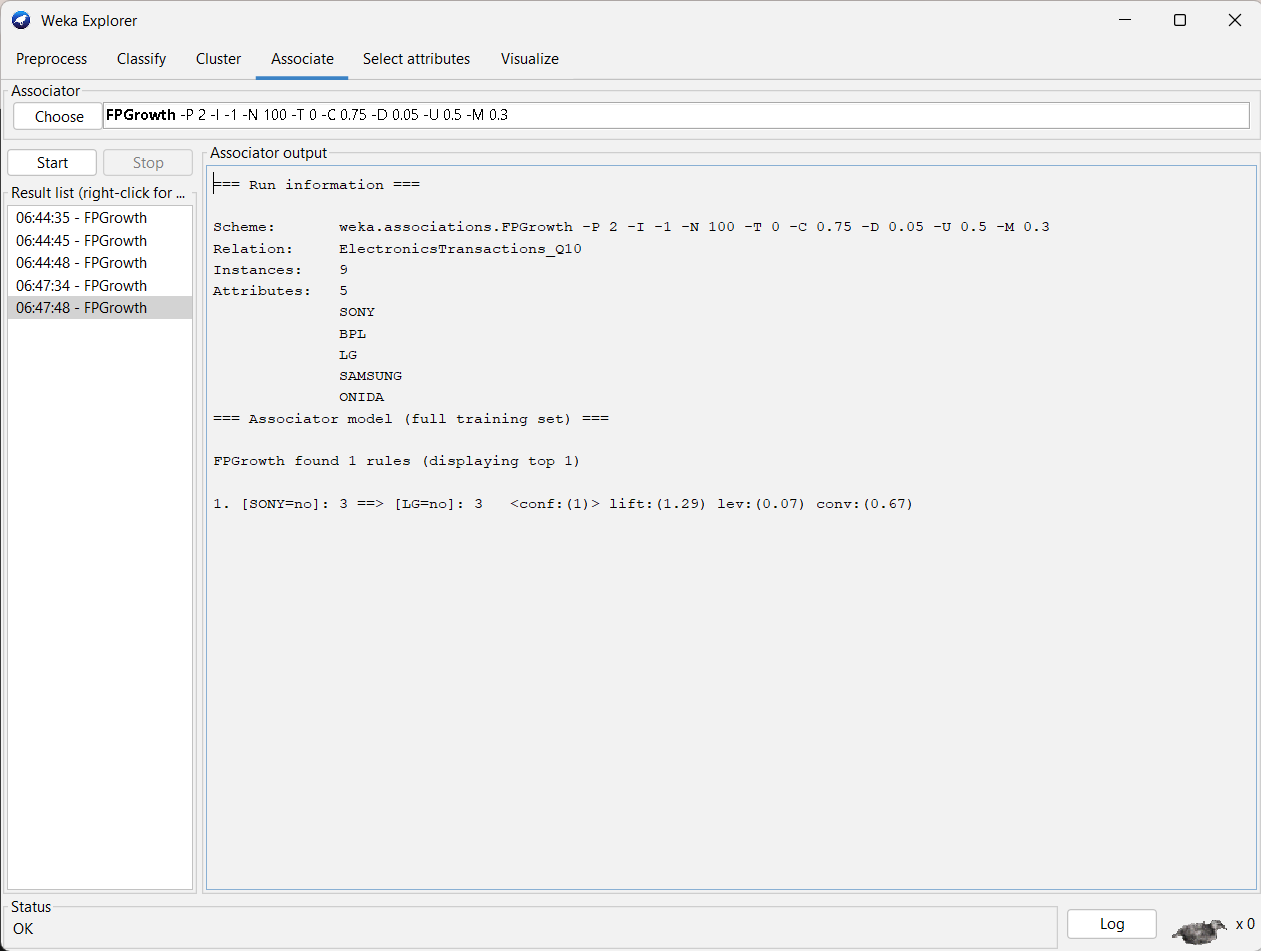 Weka Explorer
Preprocess Classify Cluster Associate Select attributes Visualize
Associator
Choose FPGrowth -P 2 -I -1 -N 100 -T 0 -C 0.75 -D 0.05 -U 0.5 -M 0.3
Start Stop
Result list (right-click for ...
06:44:35 - FPGrowth
06:44:45 - FPGrowth
06:44:48 - FPGrowth
06:47:34 - FPGrowth
06:47:48 - FPGrowth
Associator output
=== Run information ===
Scheme: weka.associations.FPGrowth -P 2 -I -1 -N 100 -T 0 -C 0.75 -D 0.05 -U 0.5 -M 0.3
Relation: ElectronicsTransactions_Q10
Instances: 9
Attributes: 5
SONY
BPL
LG
SAMSUNG
ONIDA
=== Associator model (full training set) ===
FPGrowth found 1 rules (displaying top 1)
1. [SONY=no]: 3 ==> [LG=no]: 3 <conf:(1)> lift:(1.29) lev:(0.07) conv:(0.67)
Status
OK
Log
x 0